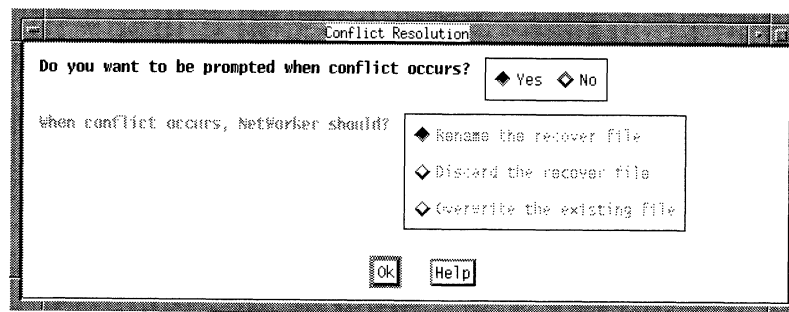 Conflict Resolution
Do you want to be prompted when conflict occurs? Yes No
When conflict occurs, NetWorker should? Rename the recover file
Discard the recover file
Overwrite the existing file
Ok Help